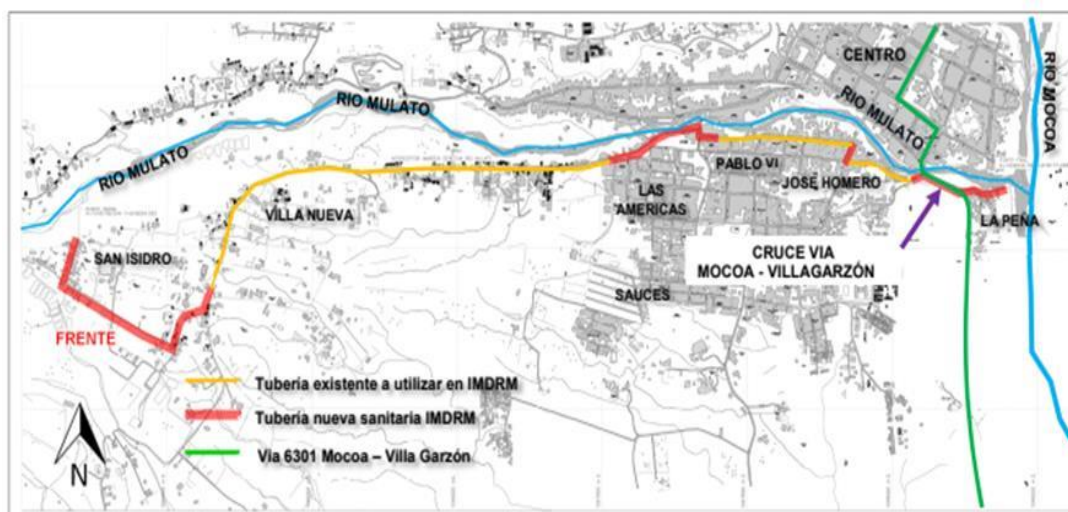 CENTRO
RIO MOCOA
RIO MULATO
RIO MULATO
RIO MULATO
PABLO VI
JOSÉ HOMERO
LAS
AMERICAS
VILLA NUEVA
LA PEÑA
CRUCE VIA
MOCOA - VILLAGARZÓN
SAN ISIDRO
SAUCES
FRENTE
Tubería existente a utilizar en IMDRM
Tubería nueva sanitaria IMDRM
Via 6301 Mocoa – Villa Garzón
N